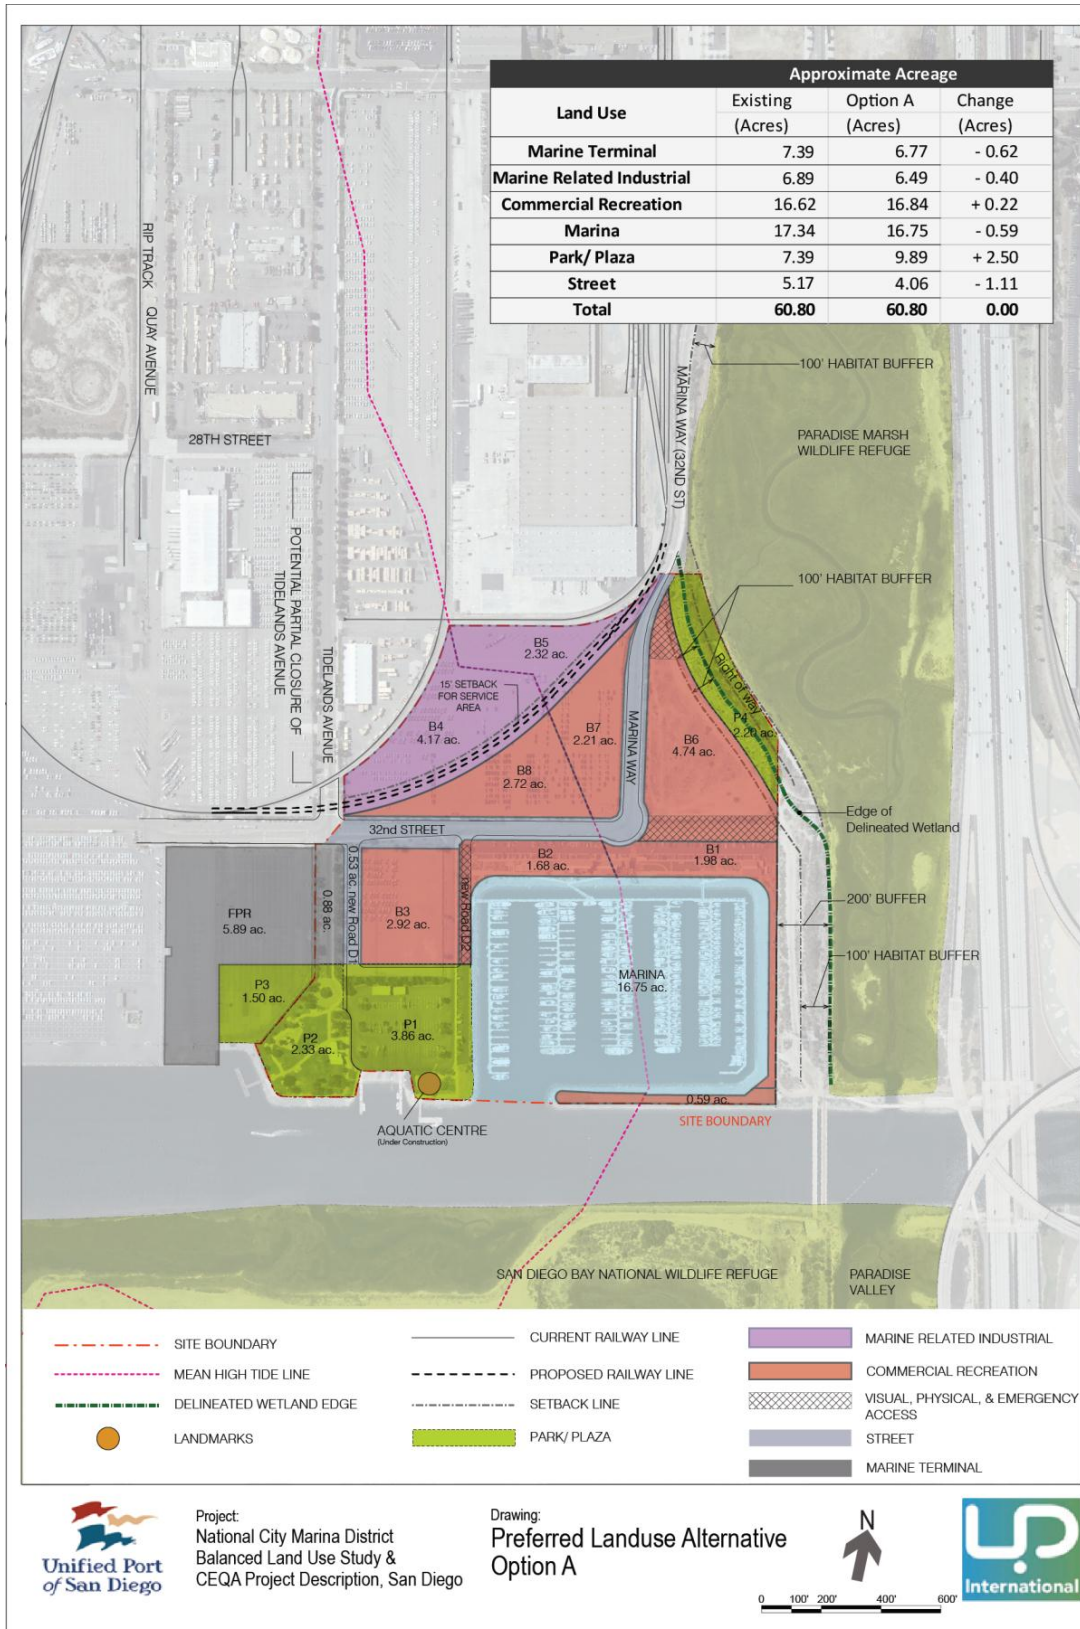 Approximate Acreage
Land Use Existing Option A Change
(Acres) (Acres) (Acres)
Marine Terminal 7.39 6.77 - 0.62
Marine Related Industrial 6.89 6.49 - 0.40
Commercial Recreation 16.62 16.84 + 0.22
Marina 17.34 16.75 - 0.59
Park/ Plaza 7.39 9.89 + 2.50
Street 5.17 4.06 - 1.11
Total 60.80 60.80 0.00
RIP TRACK QUAY AVENUE
28TH STREET
MARINA WAY (32ND ST)
100' HABITAT BUFFER
PARADISE MARSH
WILDLIFE REFUGE
POTENTIAL PARTIAL CLOSURE OF
TIDELANDS AVENUE
TIDELANDS AVENUE
100' HABITAT BUFFER
B5
2.32 ac.
15' SETBACK
FOR SERVICE
AREA
B4
4.17 ac.
B7
2.21 ac.
B8
2.72 ac.
MARINA WAY
B6
4.74 ac.
Right of way
P4
2.20 ac.
Edge of
Delineated Wetland
32nd STREET
0.53 ac. new Road D1
0.88 ac.
new Road D2
B2
1.68 ac.
B1
1.98 ac.
B3
2.92 ac.
FPR
5.89 ac.
200' BUFFER
100' HABITAT BUFFER
MARINA
16.75 ac.
P3
1.50 ac.
P2
2.33 ac.
P1
3.86 ac.
0.59 ac.
SITE BOUNDARY
AQUATIC CENTRE
(Under Construction)
SAN DIEGO BAY NATIONAL WILDLIFE REFUGE
PARADISE
VALLEY
SITE BOUNDARY
MEAN HIGH TIDE LINE
DELINEATED WETLAND EDGE
LANDMARKS
CURRENT RAILWAY LINE
PROPOSED RAILWAY LINE
SETBACK LINE
PARK/ PLAZA
MARINE RELATED INDUSTRIAL
COMMERCIAL RECREATION
VISUAL, PHYSICAL, & EMERGENCY
ACCESS
STREET
MARINE TERMINAL
Unified Port
of San Diego
Project:
National City Marina District
Balanced Land Use Study &
CEQA Project Description, San Diego
Drawing:
Preferred Landuse Alternative
Option A
N
0 100' 200' 400' 600'
UP
International